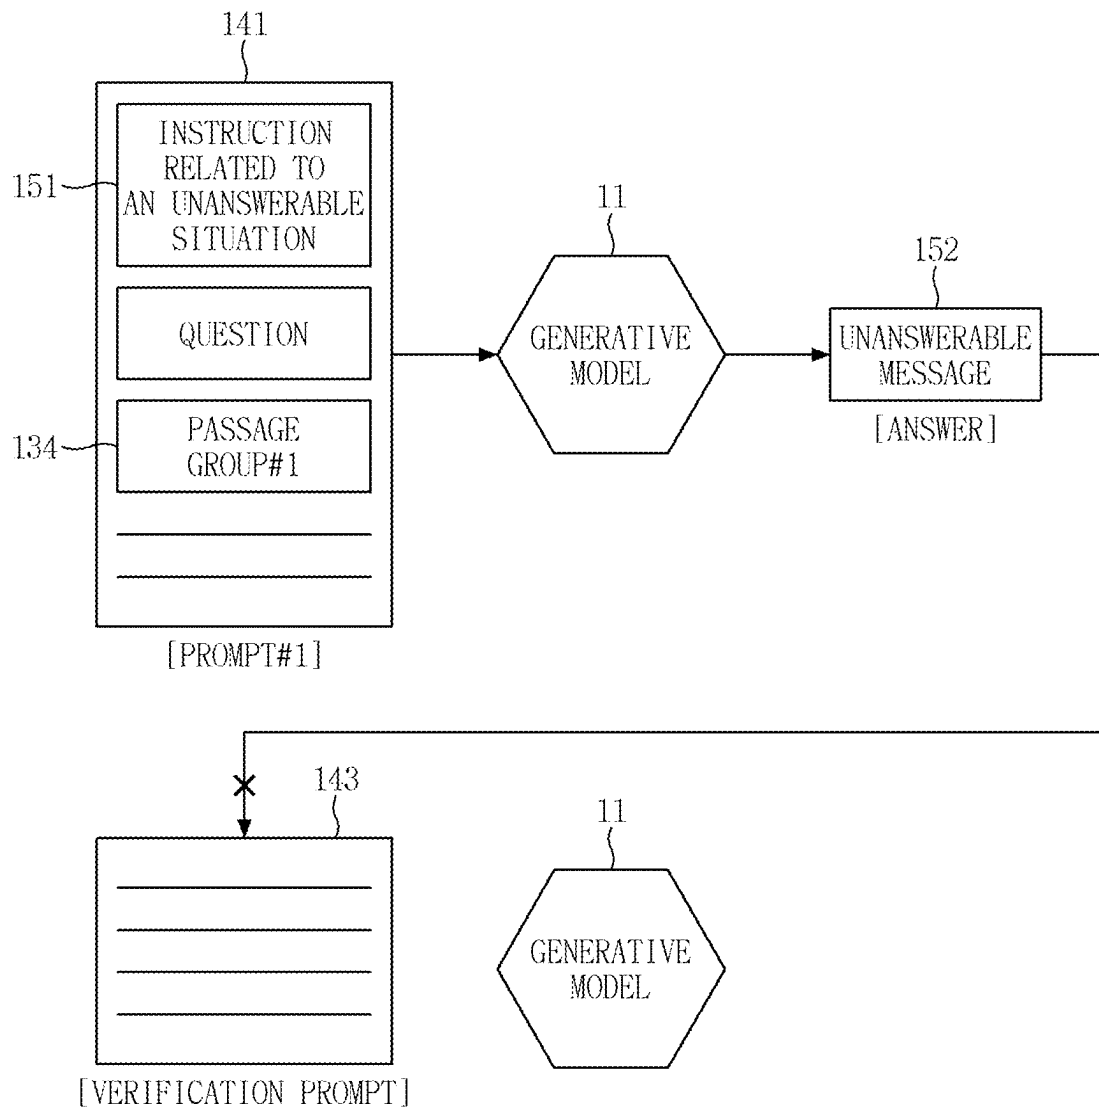 141
INSTRUCTION
RELATED TO
AN UNANSWERABLE
SITUATION
151
QUESTION
PASSAGE
GROUP#1
134
[PROMPT#1]
11
GENERATIVE
MODEL
152
UNANSWERABLE
MESSAGE
[ANSWER]
143
[VERIFICATION PROMPT]
11
GENERATIVE
MODEL